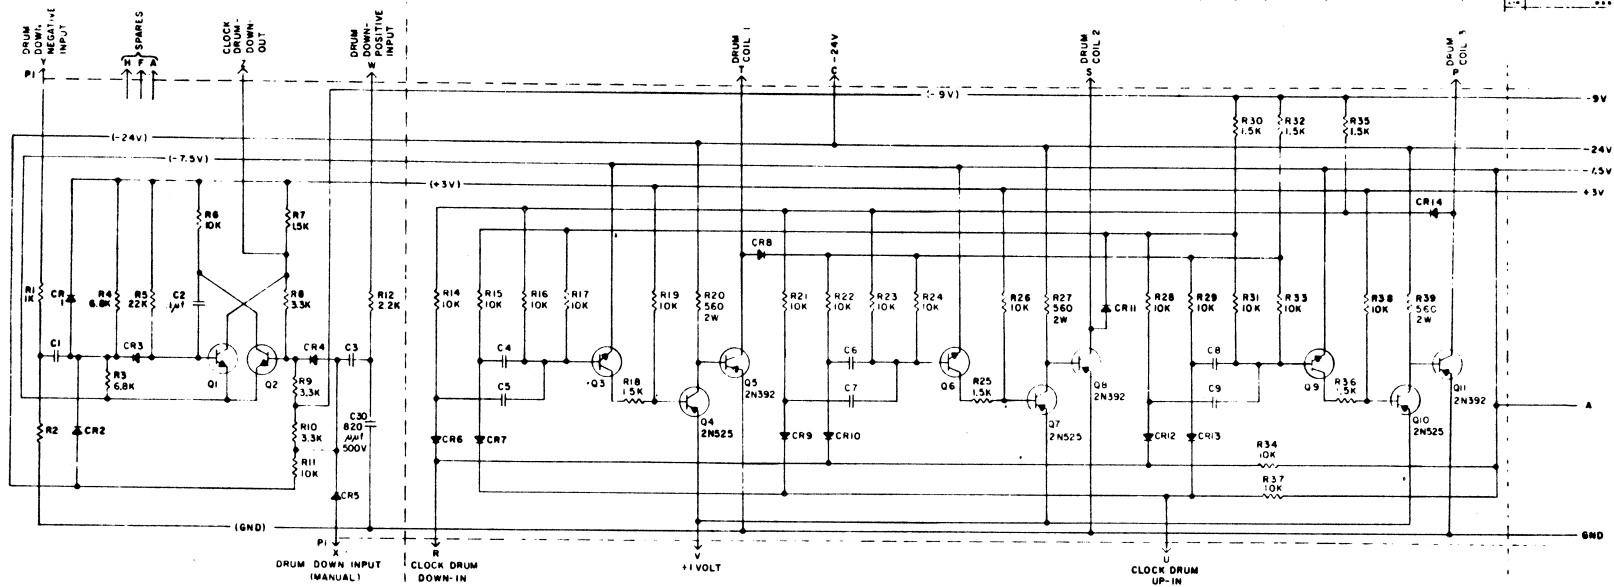 DRUM
DOWN
NEGATIVE
INPUT
Y
P1
SPARES
H F A
CLOCK
DRUM-
DOWN-
OUT
Z
DRUM
DOWN-
POSITIVE
INPUT
W
DRUM
COIL 1
T
C -24V
DRUM
COIL 2
S
DRUM
COIL 3
P
(-9V)
-9V
(-24V)
-24V
(-7.5V)
-7.5V
(+3V)
+3V
R30
1.5K
R32
1.5K
R35
1.5K
CR14
R6
10K
R7
1.5K
CR8
R1
1K
CR
1
R4
6.8K
R5
22K
C2
.1µf
R8
3.3K
R12
2.2K
R14
10K
R15
10K
R16
10K
R17
10K
R19
10K
R20
560
2W
R21
10K
R22
10K
R23
10K
R24
10K
R26
10K
R27
560
2W
CR11
R28
10K
R29
10K
R31
10K
R33
10K
R38
10K
R39
560
2W
C1
CR3
CR4
C3
C4
C6
C8
R3
6.8K
Q1
Q2
R9
3.3K
C5
Q3
R18
1.5K
Q5
2N392
C7
Q6
R25
1.5K
Q8
2N392
C9
Q9
R36
1.5K
Q11
2N392
A
R2
CR2
R10
3.3K
C30
820
µµf
500V
R11
10K
CR5
CR6
CR7
Q4
2N525
CR9
CR10
Q7
2N525
CR12
CR13
R34
10K
R37
10K
Q10
2N525
(GND)
GND
P1
X
DRUM DOWN INPUT
(MANUAL)
R
CLOCK DRUM
DOWN-IN
V
+1 VOLT
U
CLOCK DRUM
UP-IN